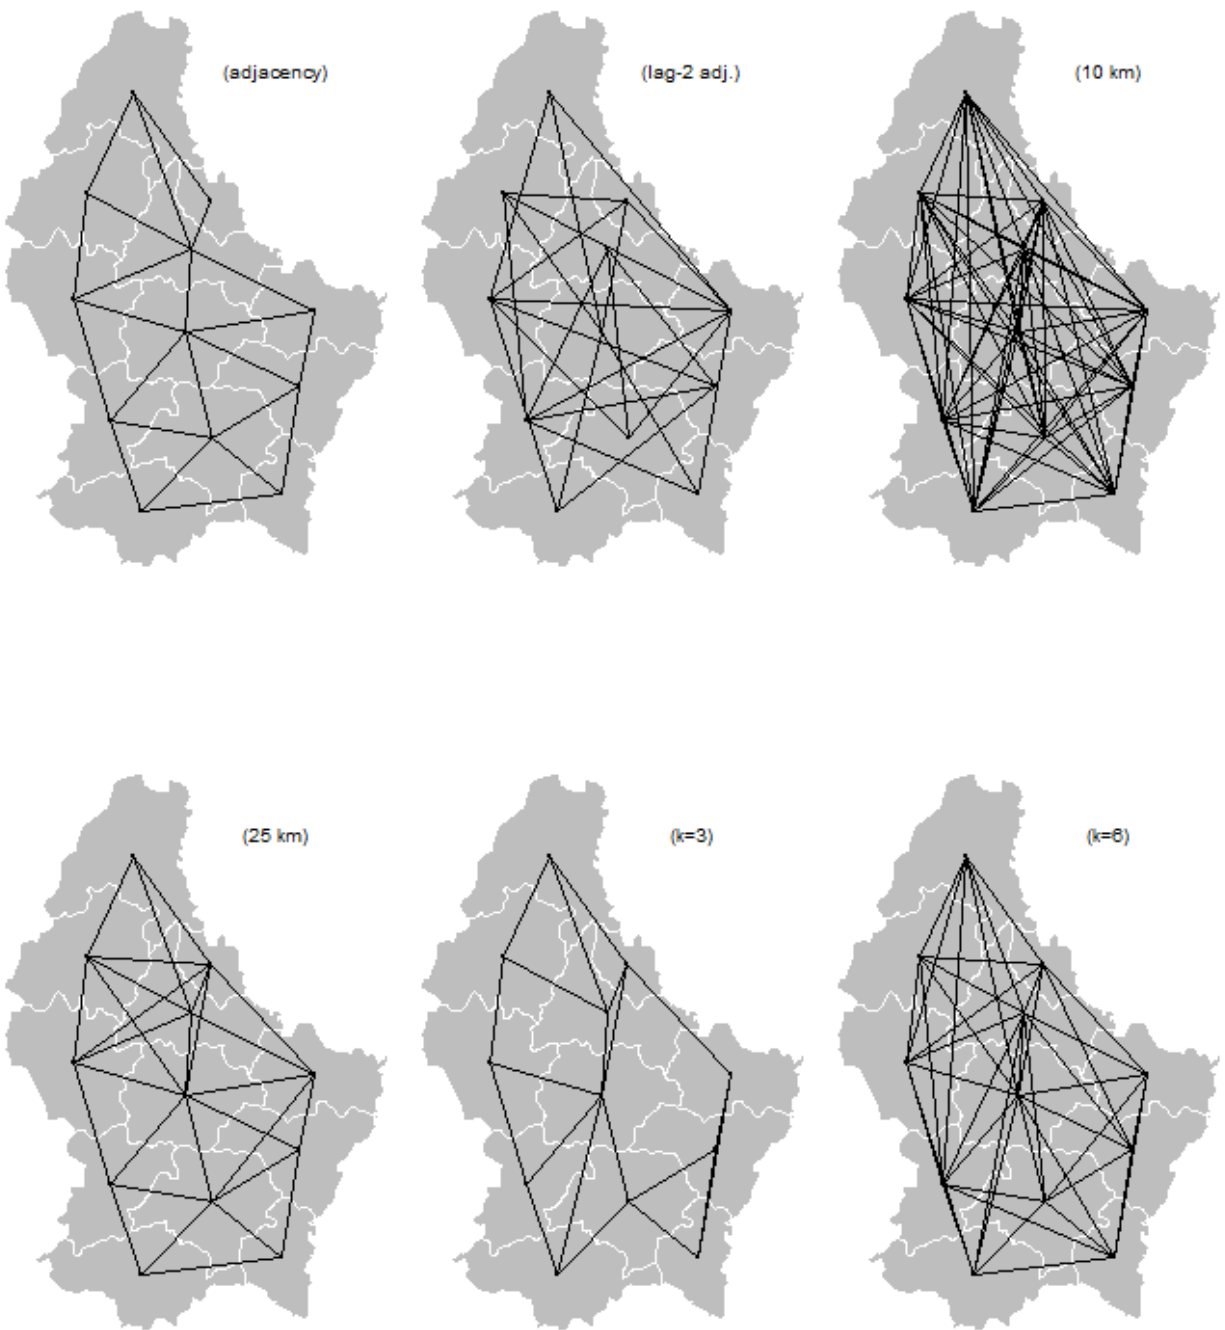 (adjacency)
(lag-2 adj.)
(10 km)
(25 km)
(k=3)
(k=6)